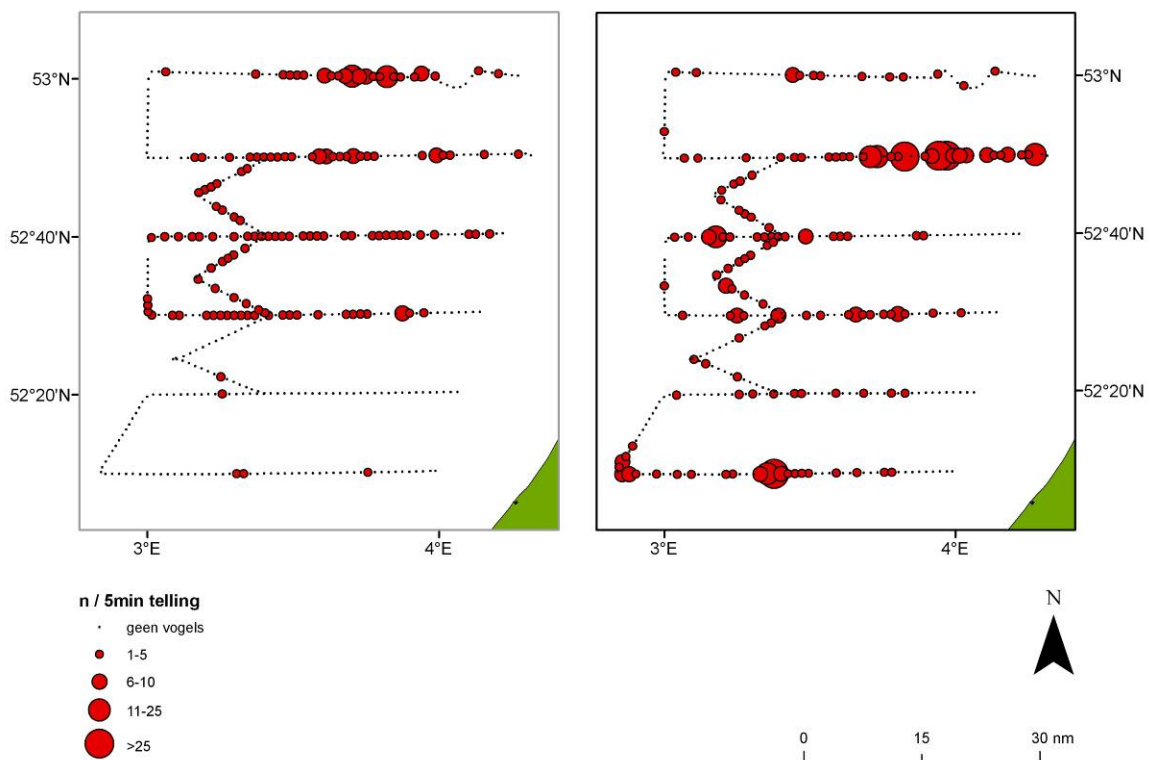 53°N
52°40'N
52°20'N
53°N
52°40'N
52°20'N
3°E 4°E 3°E 4°E
n / 5min telling
geen vogels
1-5
6-10
11-25
>25
N
0 15 30 nm